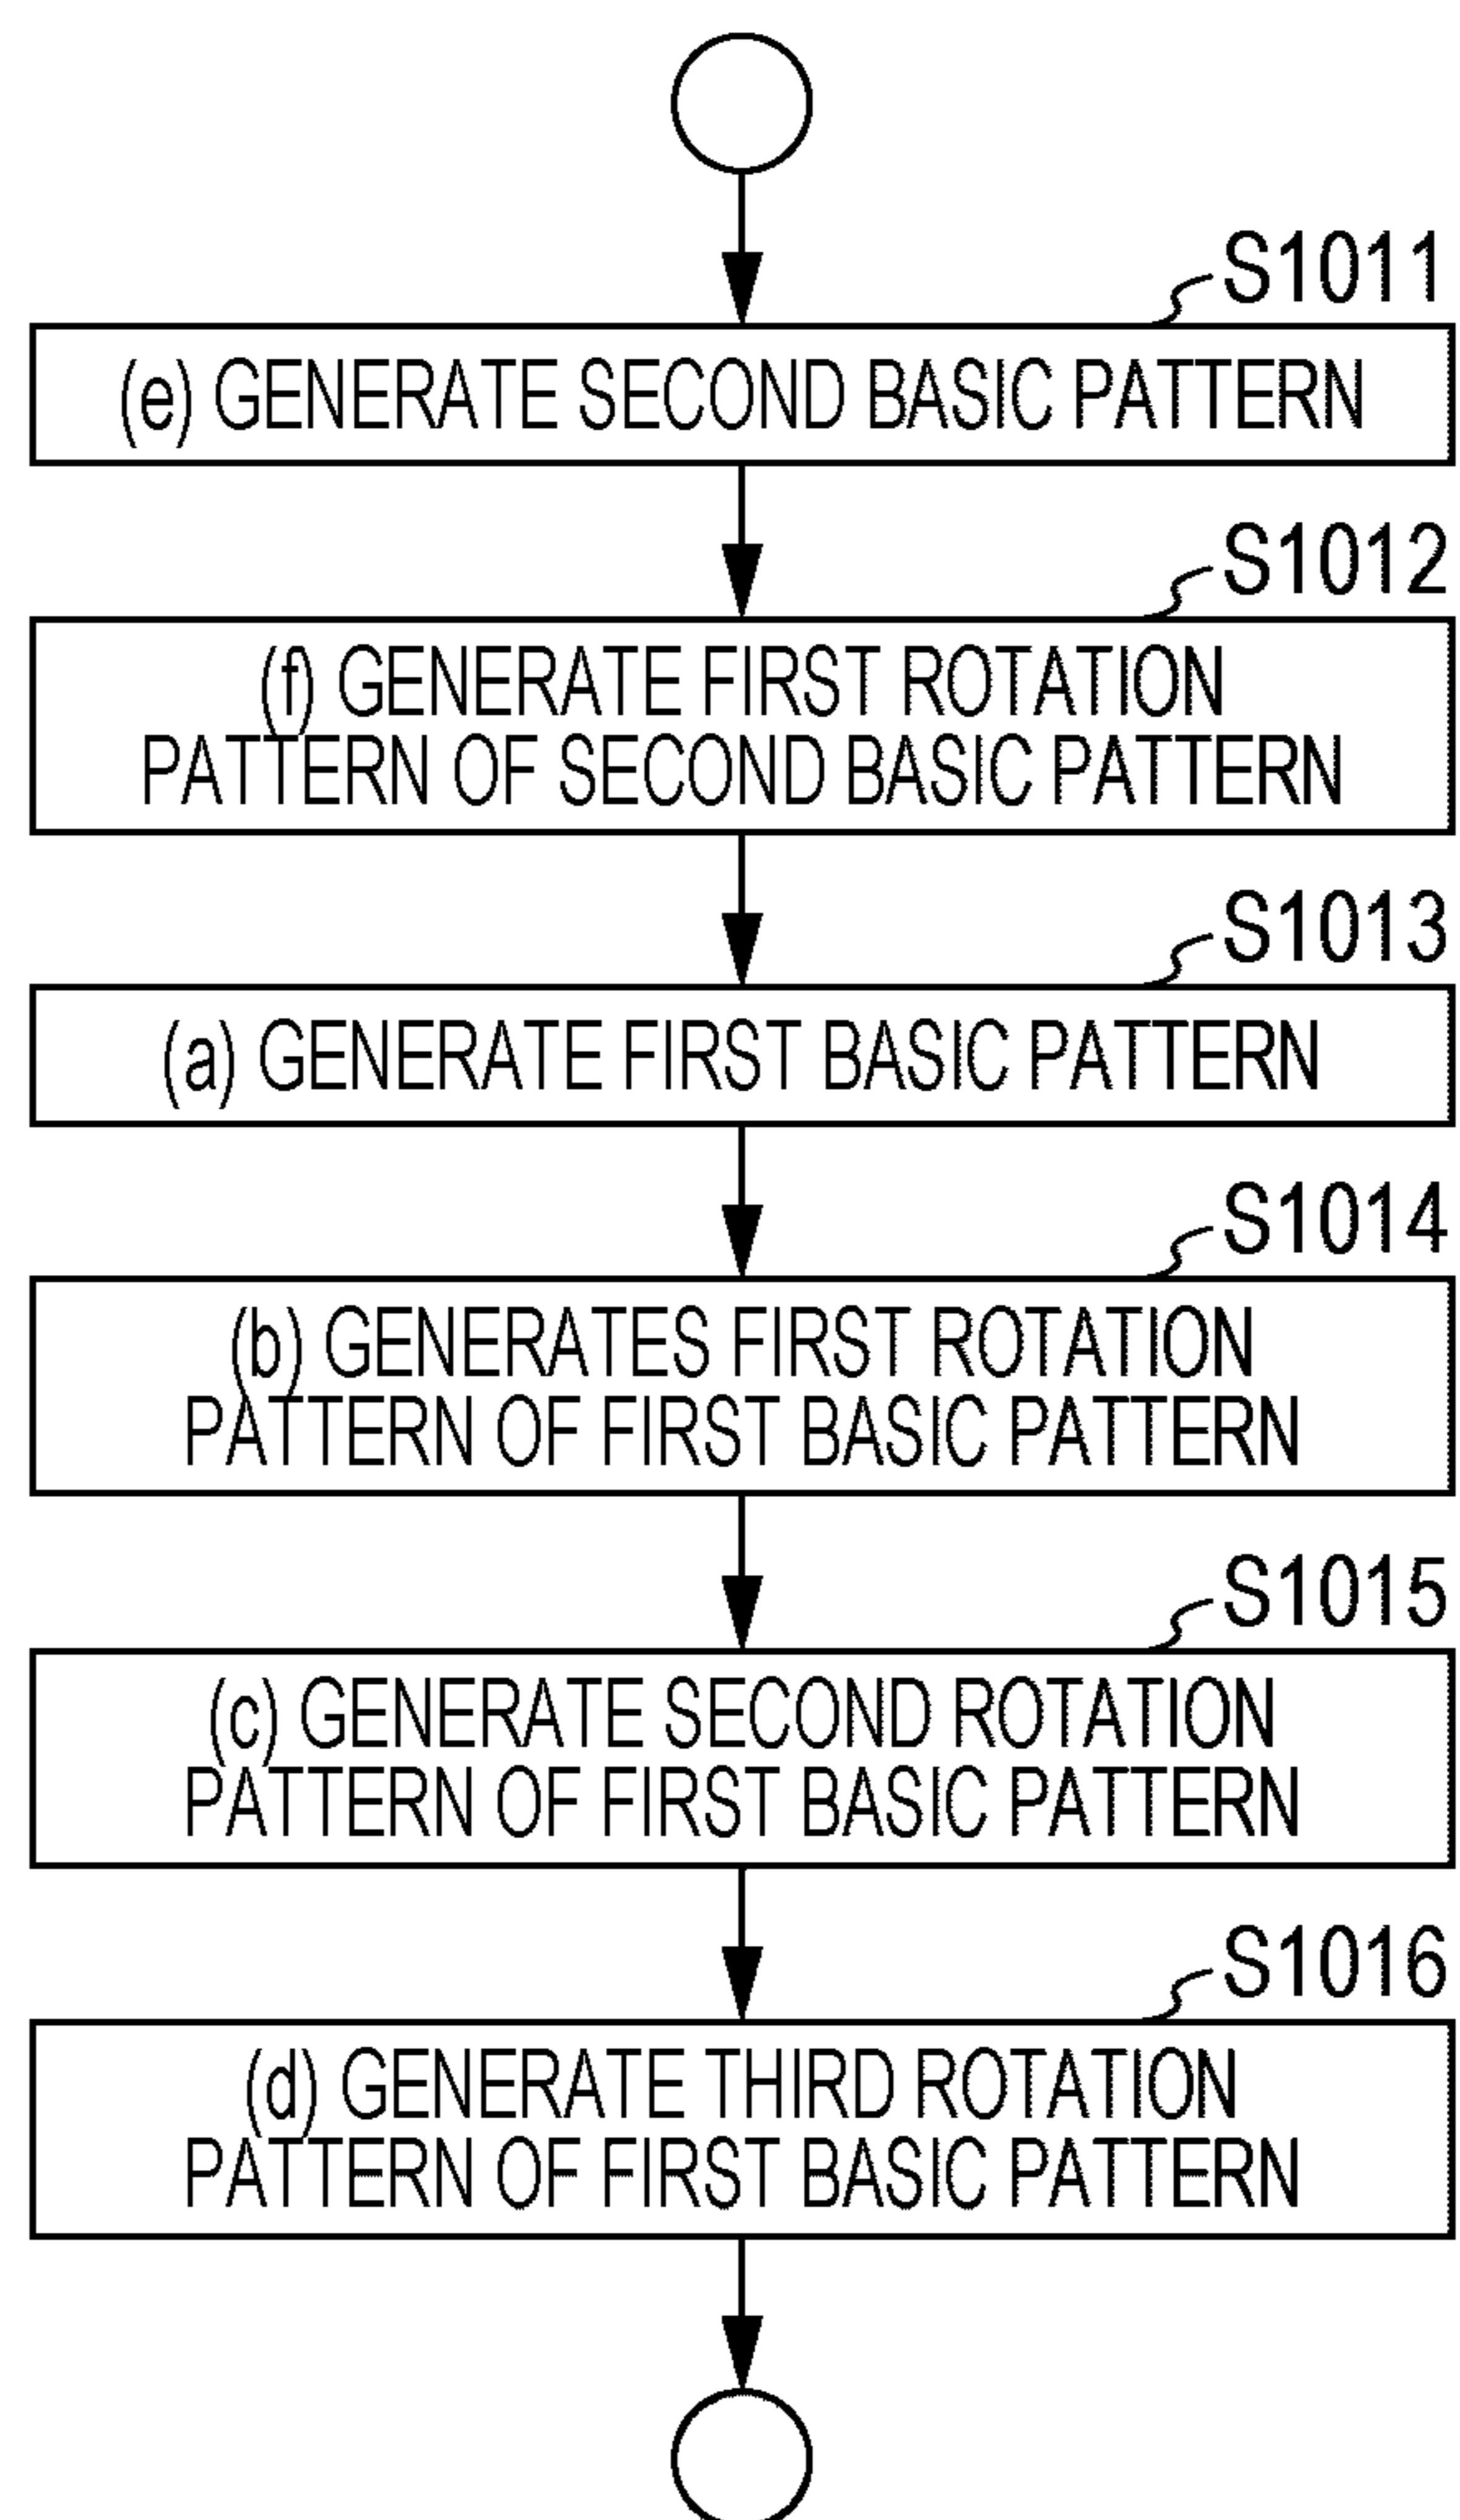 S1011
(e) GENERATE SECOND BASIC PATTERN
S1012
(f) GENERATE FIRST ROTATION
PATTERN OF SECOND BASIC PATTERN
S1013
(a) GENERATE FIRST BASIC PATTERN
S1014
(b) GENERATES FIRST ROTATION
PATTERN OF FIRST BASIC PATTERN
S1015
(c) GENERATE SECOND ROTATION
PATTERN OF FIRST BASIC PATTERN
S1016
(d) GENERATE THIRD ROTATION
PATTERN OF FIRST BASIC PATTERN